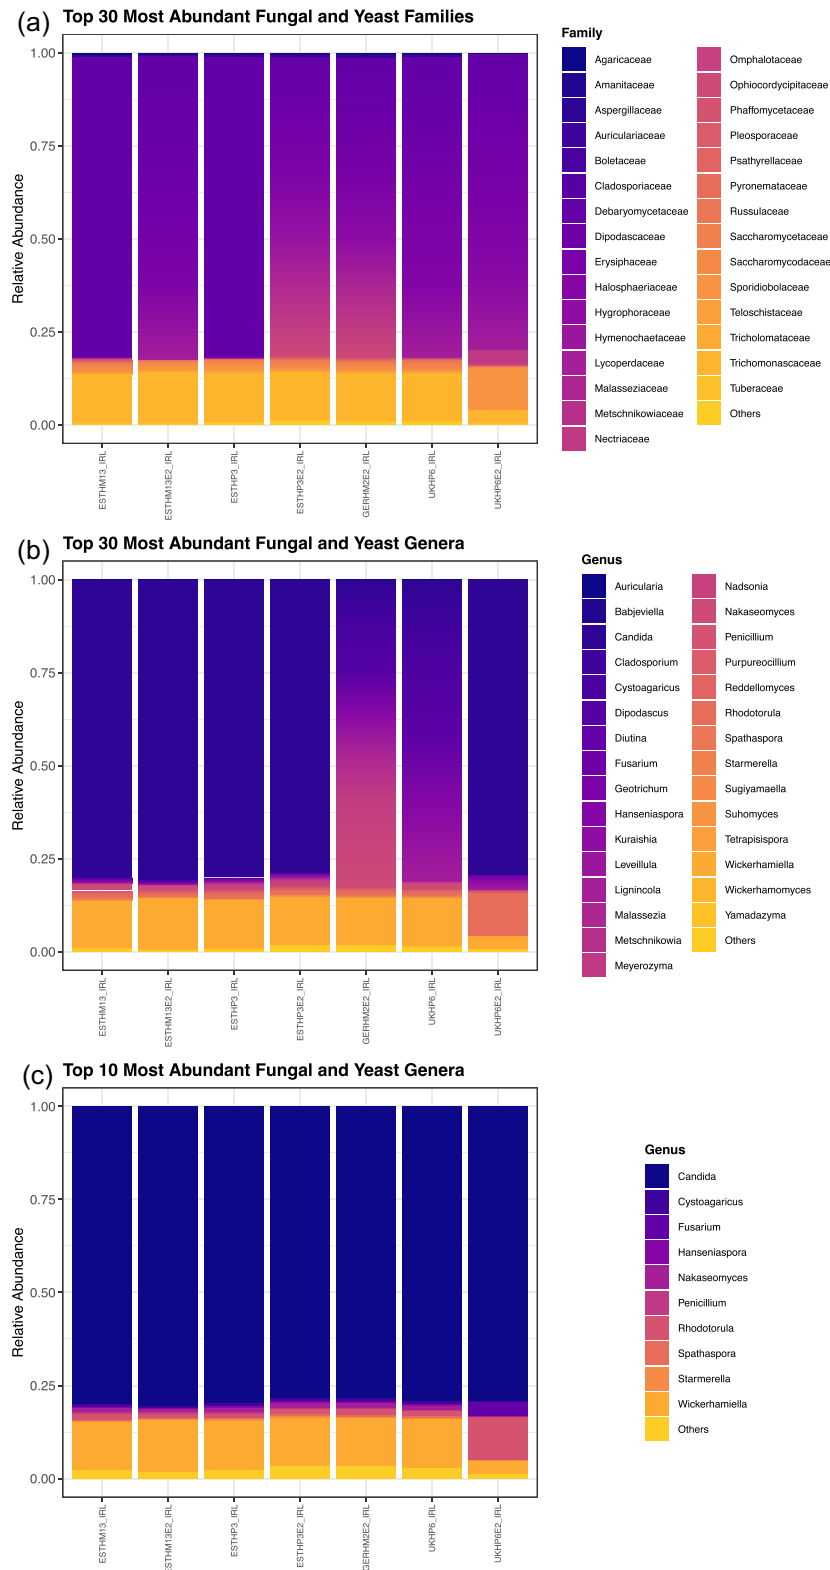 (a) Top 30 Most Abundant Fungal and Yeast Families
Relative Abundance
1.00
0.75
0.50
0.25
0.00
ESTHM13_IRL
ESTHM13E2_IRL
ESTHP3_IRL
ESTHP3E2_IRL
GERHM2E2_IRL
UKHP6_IRL
UKHP6E2_IRL
Family
Agaricaceae
Amanitaceae
Aspergillaceae
Auriculariaceae
Boletaceae
Cladosporiaceae
Debaryomycetaceae
Dipodascaceae
Erysiphaceae
Halosphaeriaceae
Hygrophoraceae
Hymenochaetaceae
Lycoperdaceae
Malasseziaceae
Metschnikowiaceae
Nectriaceae
Omphalotaceae
Ophiocordycipitaceae
Phaffomycetaceae
Pleosporaceae
Psathyrellaceae
Pyronemataceae
Russulaceae
Saccharomycetaceae
Saccharomycodaceae
Sporidiobolaceae
Teloschistaceae
Tricholomataceae
Trichomonascaceae
Tuberaceae
Others
(b) Top 30 Most Abundant Fungal and Yeast Genera
Relative Abundance
1.00
0.75
0.50
0.25
0.00
ESTHM13_IRL
ESTHM13E2_IRL
ESTHP3_IRL
ESTHP3E2_IRL
GERHM2E2_IRL
UKHP6_IRL
UKHP6E2_IRL
Genus
Auricularia
Babjeviella
Candida
Cladosporium
Cystoagaricus
Dipodascus
Diutina
Fusarium
Geotrichum
Hanseniaspora
Kuraishia
Leveillula
Lignincola
Malassezia
Metschnikowia
Meyerozyma
Nadsonia
Nakaseomyces
Penicillium
Purpureocillium
Reddellomyces
Rhodotorula
Spathaspora
Starmerella
Sugiyamaella
Suhomyces
Tetrapisispora
Wickerhamiella
Wickerhamomyces
Yamadazyma
Others
(c) Top 10 Most Abundant Fungal and Yeast Genera
Relative Abundance
1.00
0.75
0.50
0.25
0.00
ESTHM13_IRL
ESTHM13E2_IRL
ESTHP3_IRL
ESTHP3E2_IRL
GERHM2E2_IRL
UKHP6_IRL
UKHP6E2_IRL
Genus
Candida
Cystoagaricus
Fusarium
Hanseniaspora
Nakaseomyces
Penicillium
Rhodotorula
Spathaspora
Starmerella
Wickerhamiella
Others